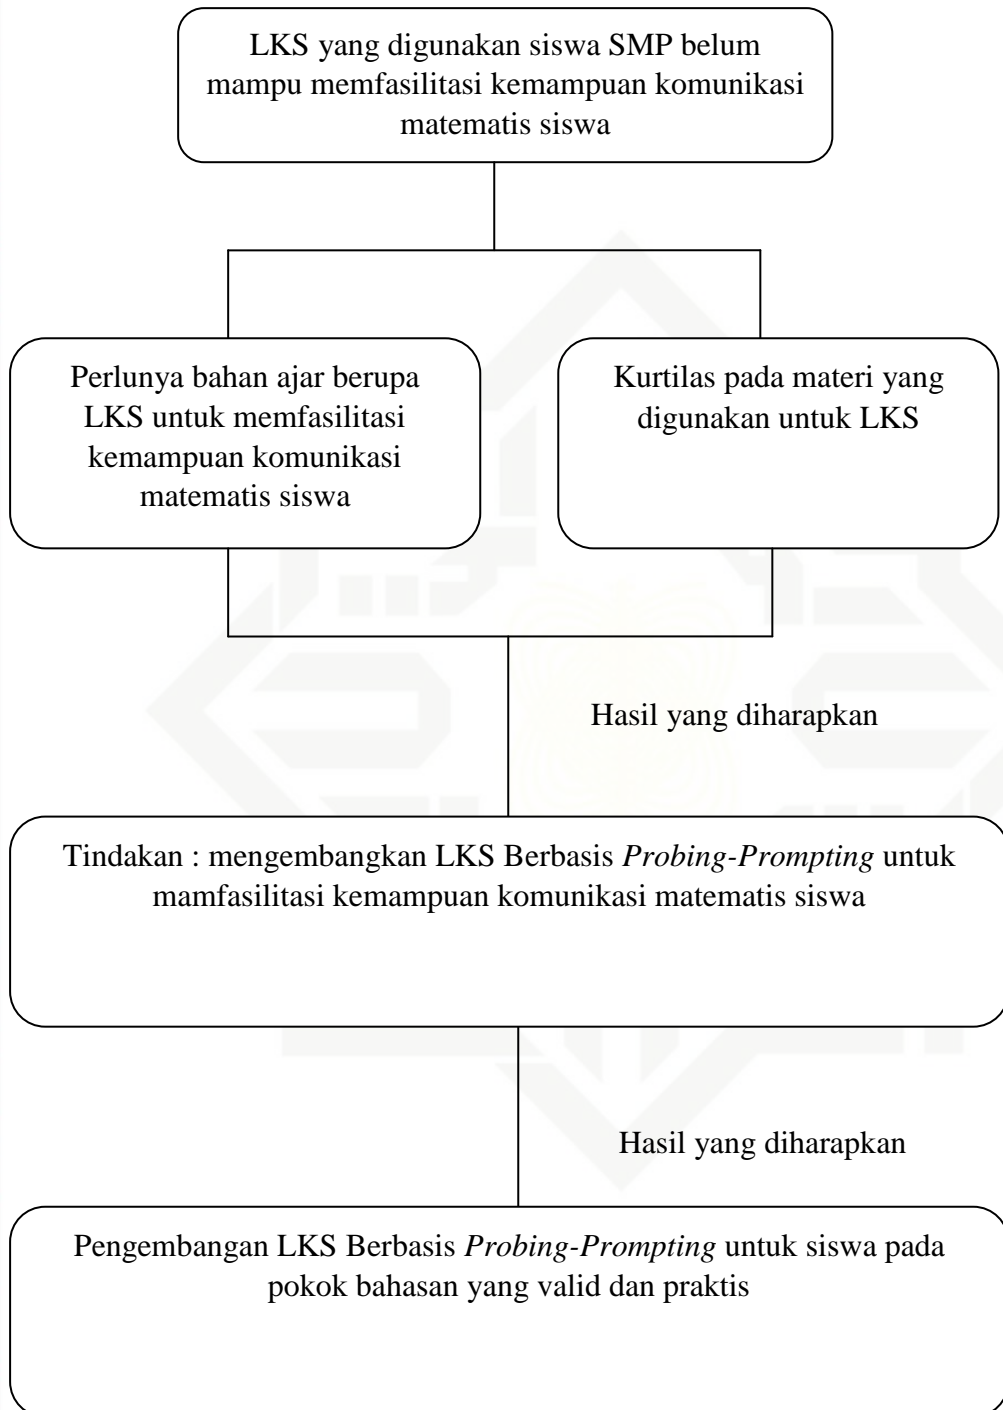 LKS yang digunakan siswa SMP belum
mampu memfasilitasi kemampuan komunikasi
matematis siswa
Perlunya bahan ajar berupa
LKS untuk memfasilitasi
kemampuan komunikasi
matematis siswa
Kurtilas pada materi yang
digunakan untuk LKS
Hasil yang diharapkan
Tindakan : mengembangkan LKS Berbasis Probing-Prompting untuk
mamfasilitasi kemampuan komunikasi matematis siswa
Hasil yang diharapkan
Pengembangan LKS Berbasis Probing-Prompting untuk siswa pada
pokok bahasan yang valid dan praktis